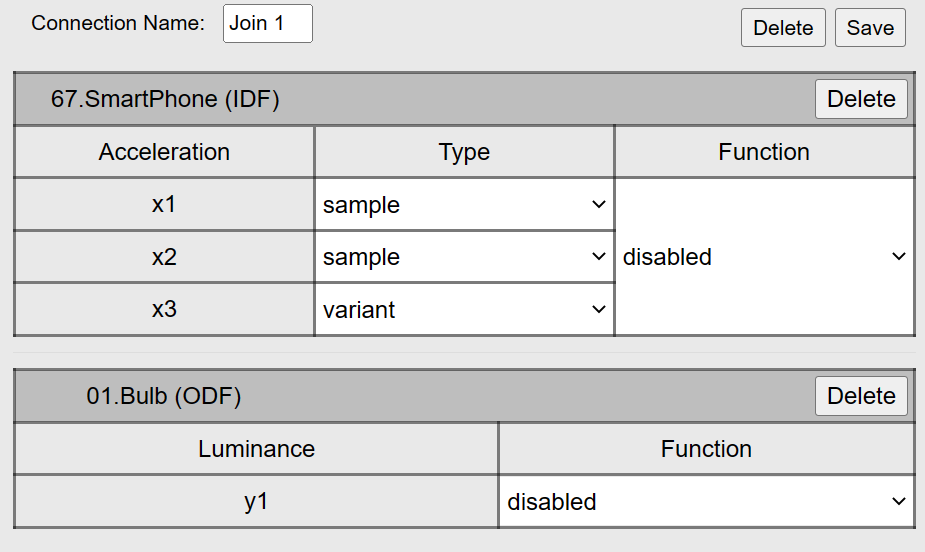 Connection Name: Join 1 Delete Save
67.SmartPhone (IDF) Delete
Acceleration Type Function
x1 sample
x2 sample disabled
x3 variant
01.Bulb (ODF) Delete
Luminance Function
y1 disabled